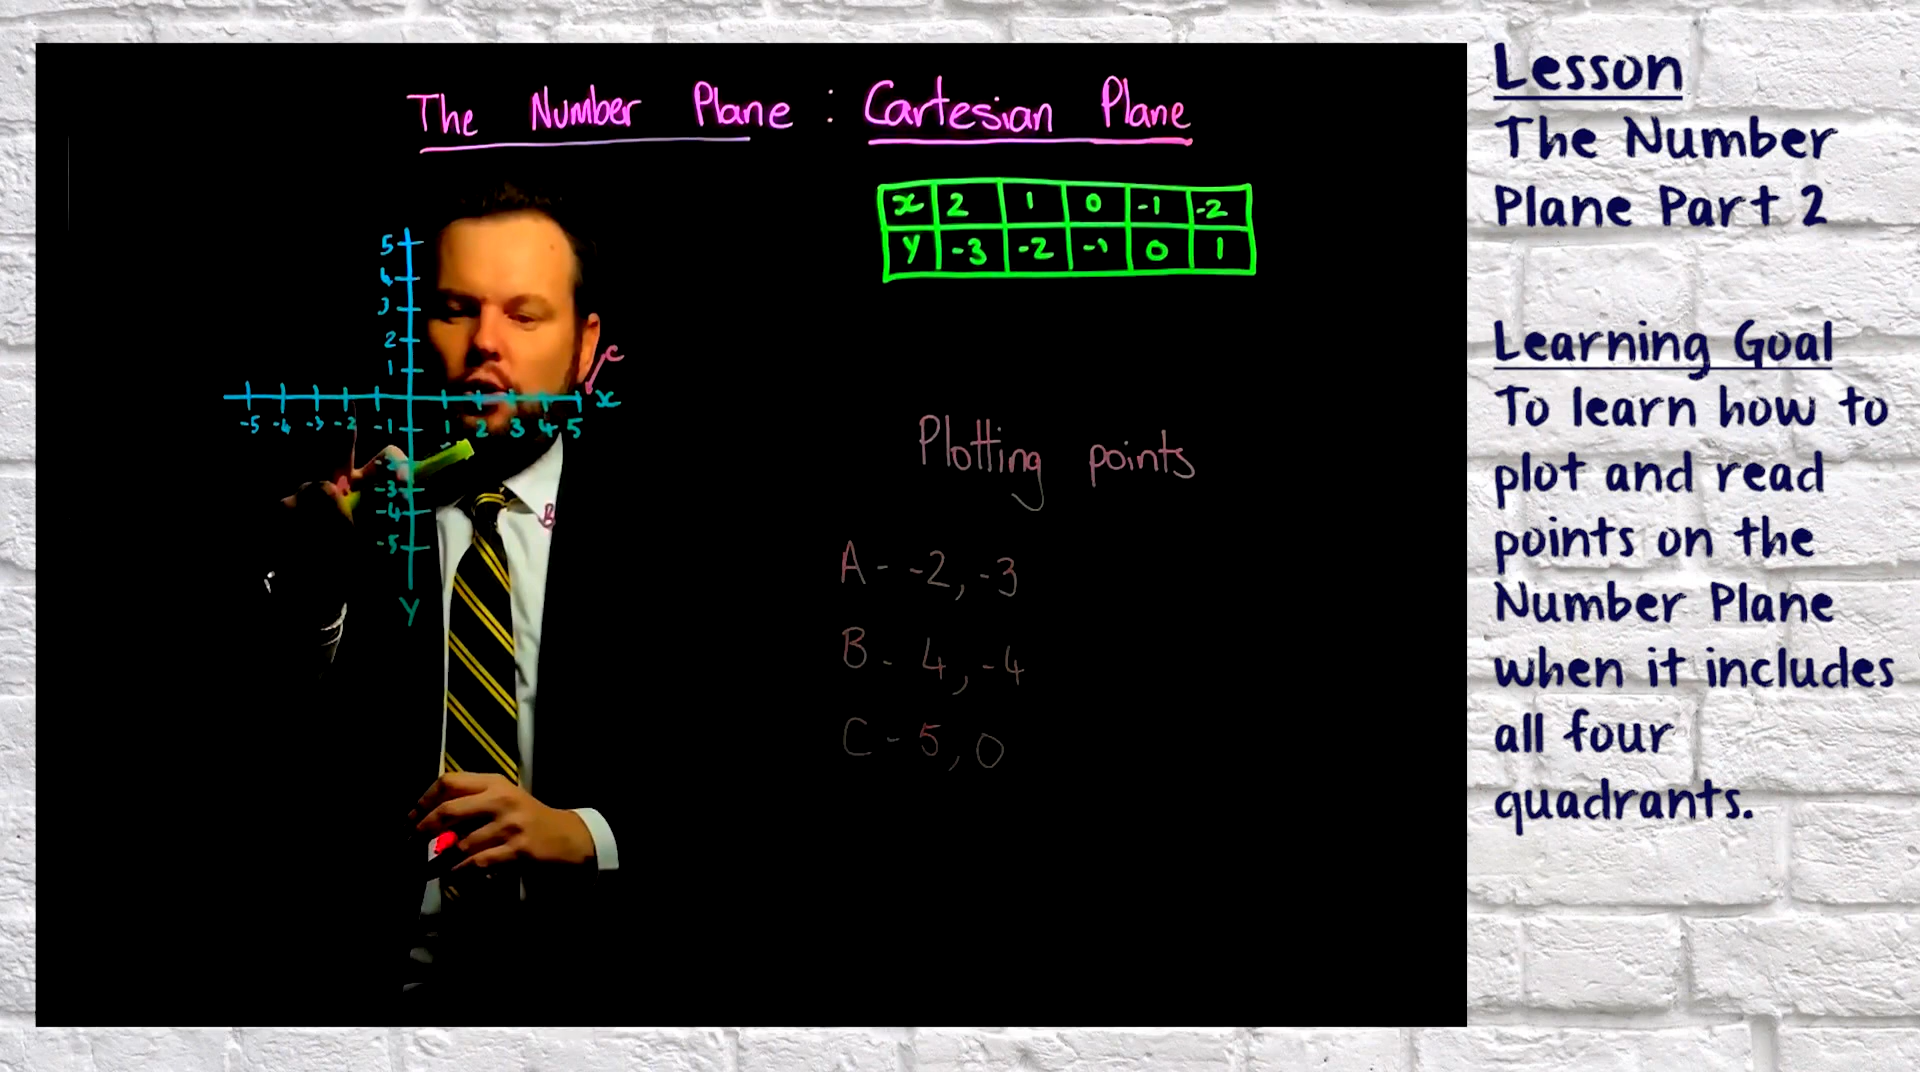 The Number Plane : Cartesian Plane
x 2 1 0 -1 -2
y -3 -2 -1 0 1
5
4
3
2
1
C
x
-5 -4 -3 -2 -1 1 2 3 4 5
-3
-4
-5
B
Y
Plotting points
A - -2, -3
B - 4, -4
C - 5, 0
Lesson
The Number
Plane Part 2
Learning Goal
To learn how to
plot and read
points on the
Number Plane
when it includes
all four
quadrants.